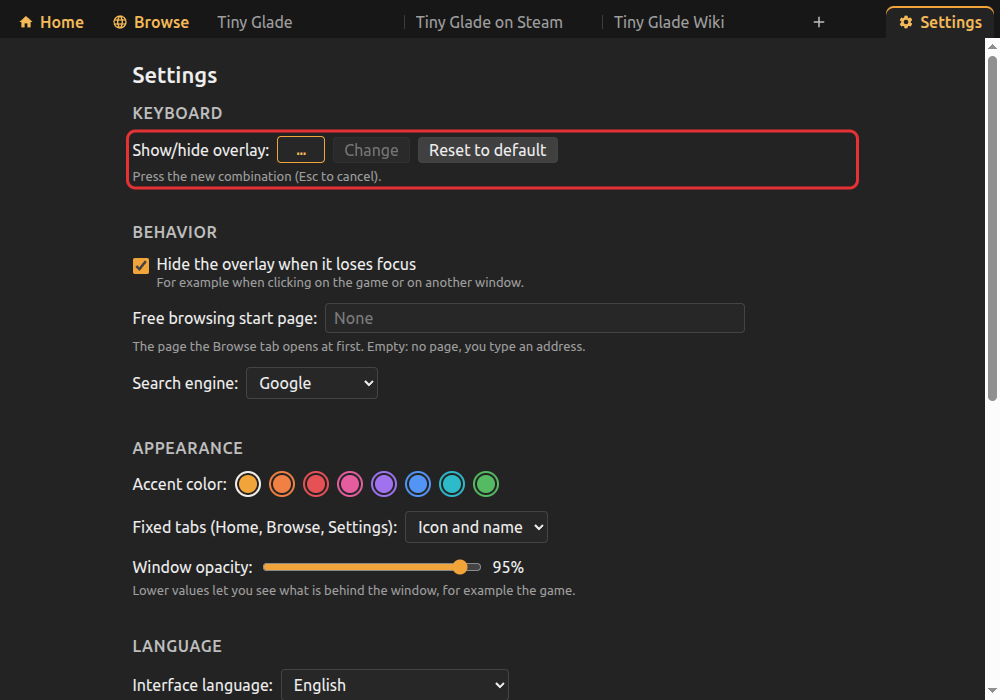 Home Browse Tiny Glade Tiny Glade on Steam Tiny Glade Wiki + Settings
Settings
KEYBOARD
Show/hide overlay: ... Change Reset to default
Press the new combination (Esc to cancel).
BEHAVIOR
Hide the overlay when it loses focus
For example when clicking on the game or on another window.
Free browsing start page: None
The page the Browse tab opens at first. Empty: no page, you type an address.
Search engine: Google
APPEARANCE
Accent color:
Fixed tabs (Home, Browse, Settings): Icon and name
Window opacity: 95%
Lower values let you see what is behind the window, for example the game.
LANGUAGE
Interface language: English